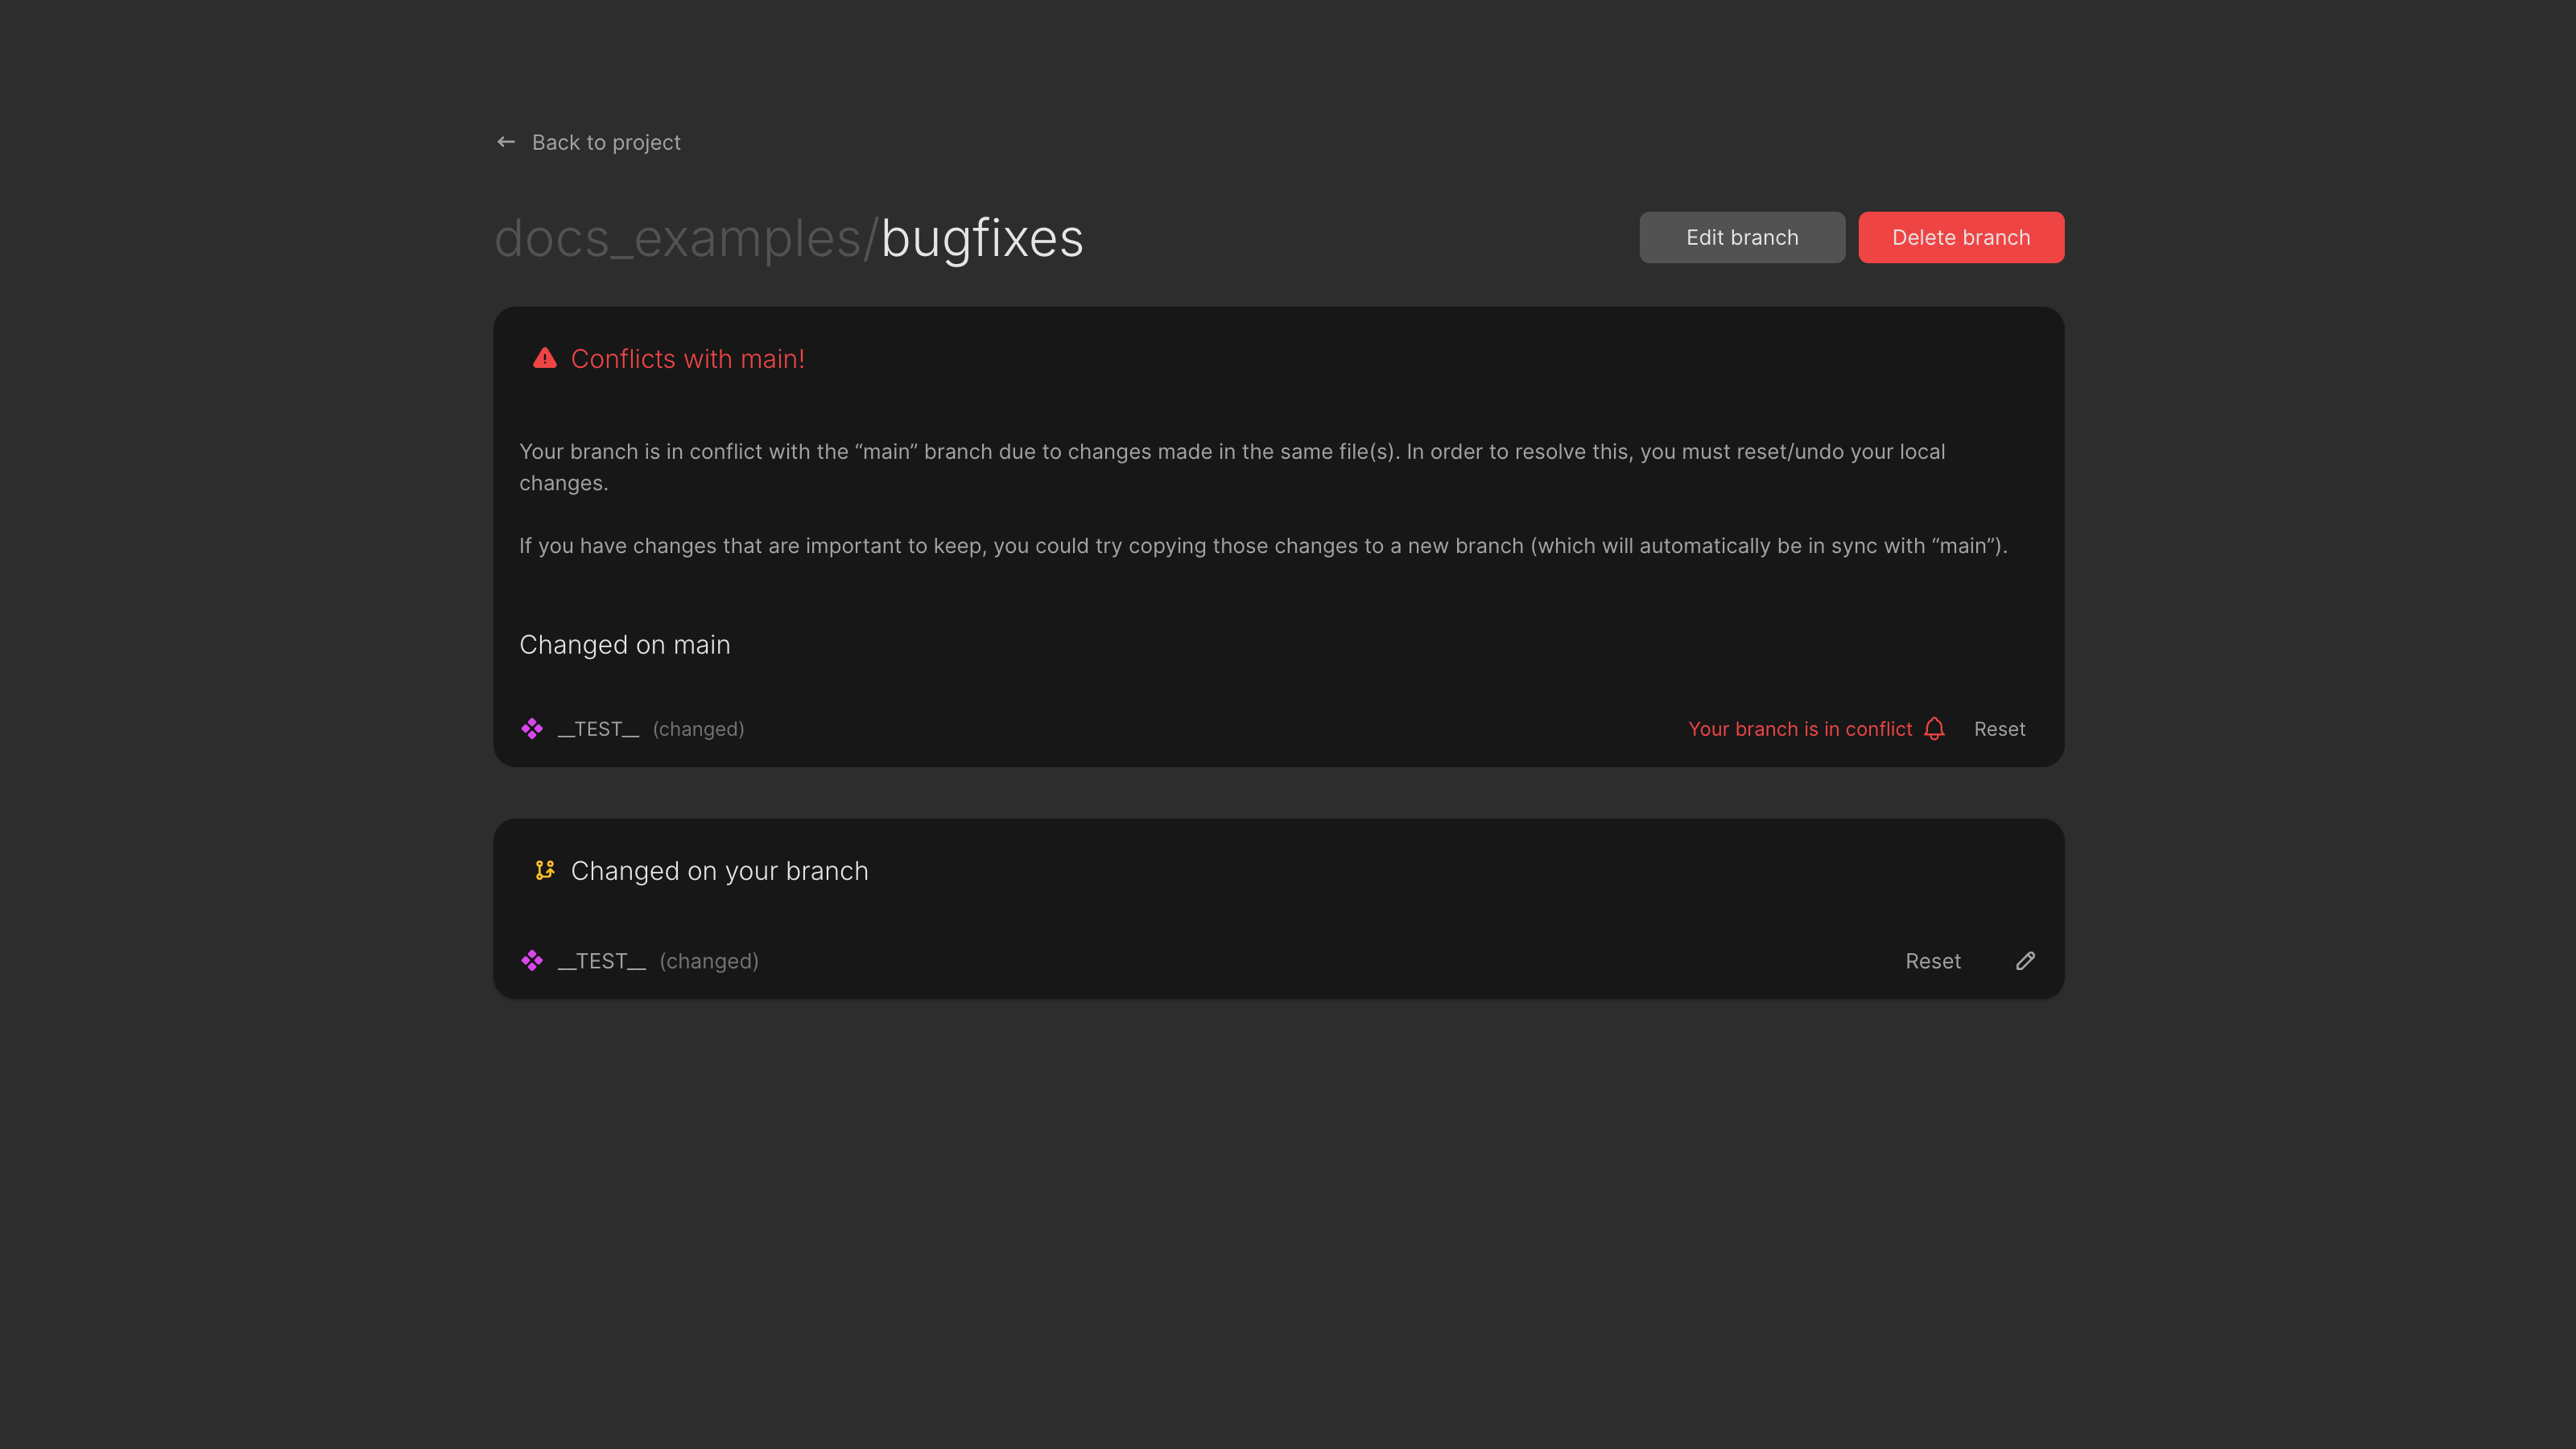 Back to project
docs_examples/bugfixes
Edit branch
Delete branch
Conflicts with main!
Your branch is in conflict with the “main” branch due to changes made in the same file(s). In order to resolve this, you must reset/undo your local
changes.
If you have changes that are important to keep, you could try copying those changes to a new branch (which will automatically be in sync with “main”).
Changed on main
__TEST__ (changed)
Your branch is in conflict
Reset
Changed on your branch
__TEST__ (changed)
Reset